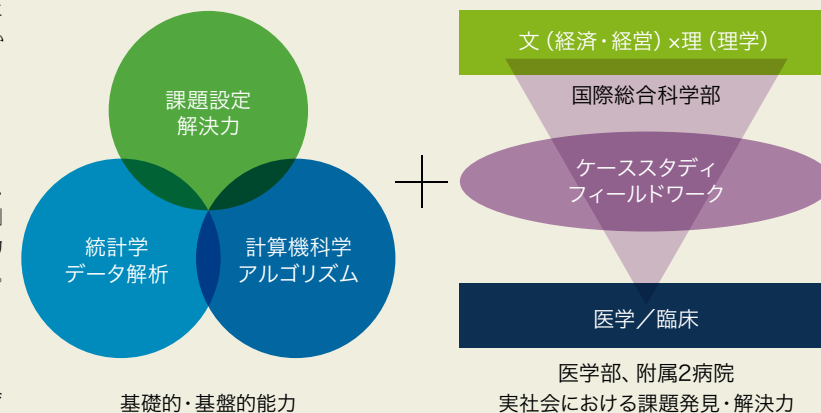 課題設定
解決力
統計学
データ解析
計算機科学
アルゴリズム
基礎的・基盤的能力
文（経済・経営）×理（理学）
国際総合科学部
ケーススタディ
フィールドワーク
医学／臨床
医学部、附属2病院
実社会における課題発見・解決力